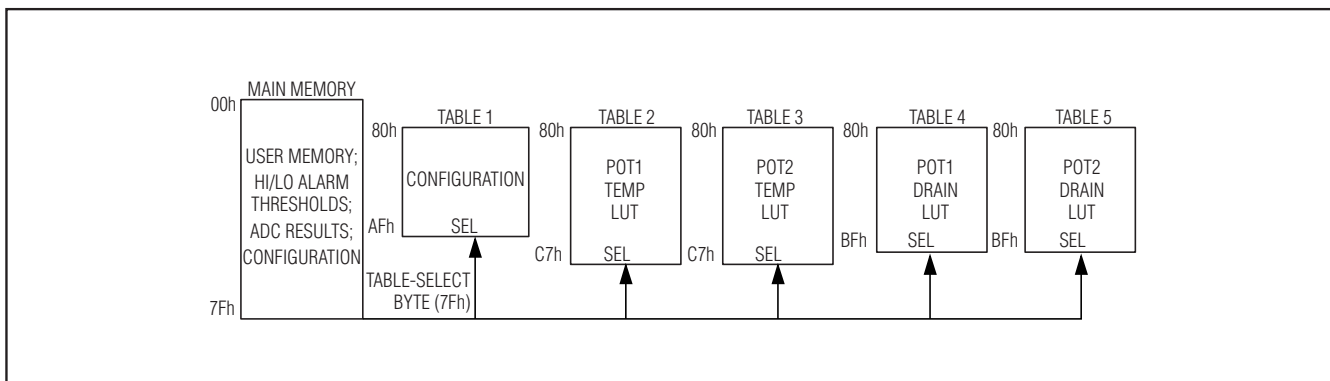 MAIN MEMORY
00h
USER MEMORY;
HI/LO ALARM
THRESHOLDS;
ADC RESULTS;
CONFIGURATION
7Fh
TABLE-SELECT
BYTE (7Fh)
TABLE 1
80h
CONFIGURATION
AFh
SEL
TABLE 2
80h
POT1
TEMP
LUT
C7h
SEL
TABLE 3
80h
POT2
TEMP
LUT
C7h
SEL
TABLE 4
80h
POT1
DRAIN
LUT
BFh
SEL
TABLE 5
80h
POT2
DRAIN
LUT
BFh
SEL